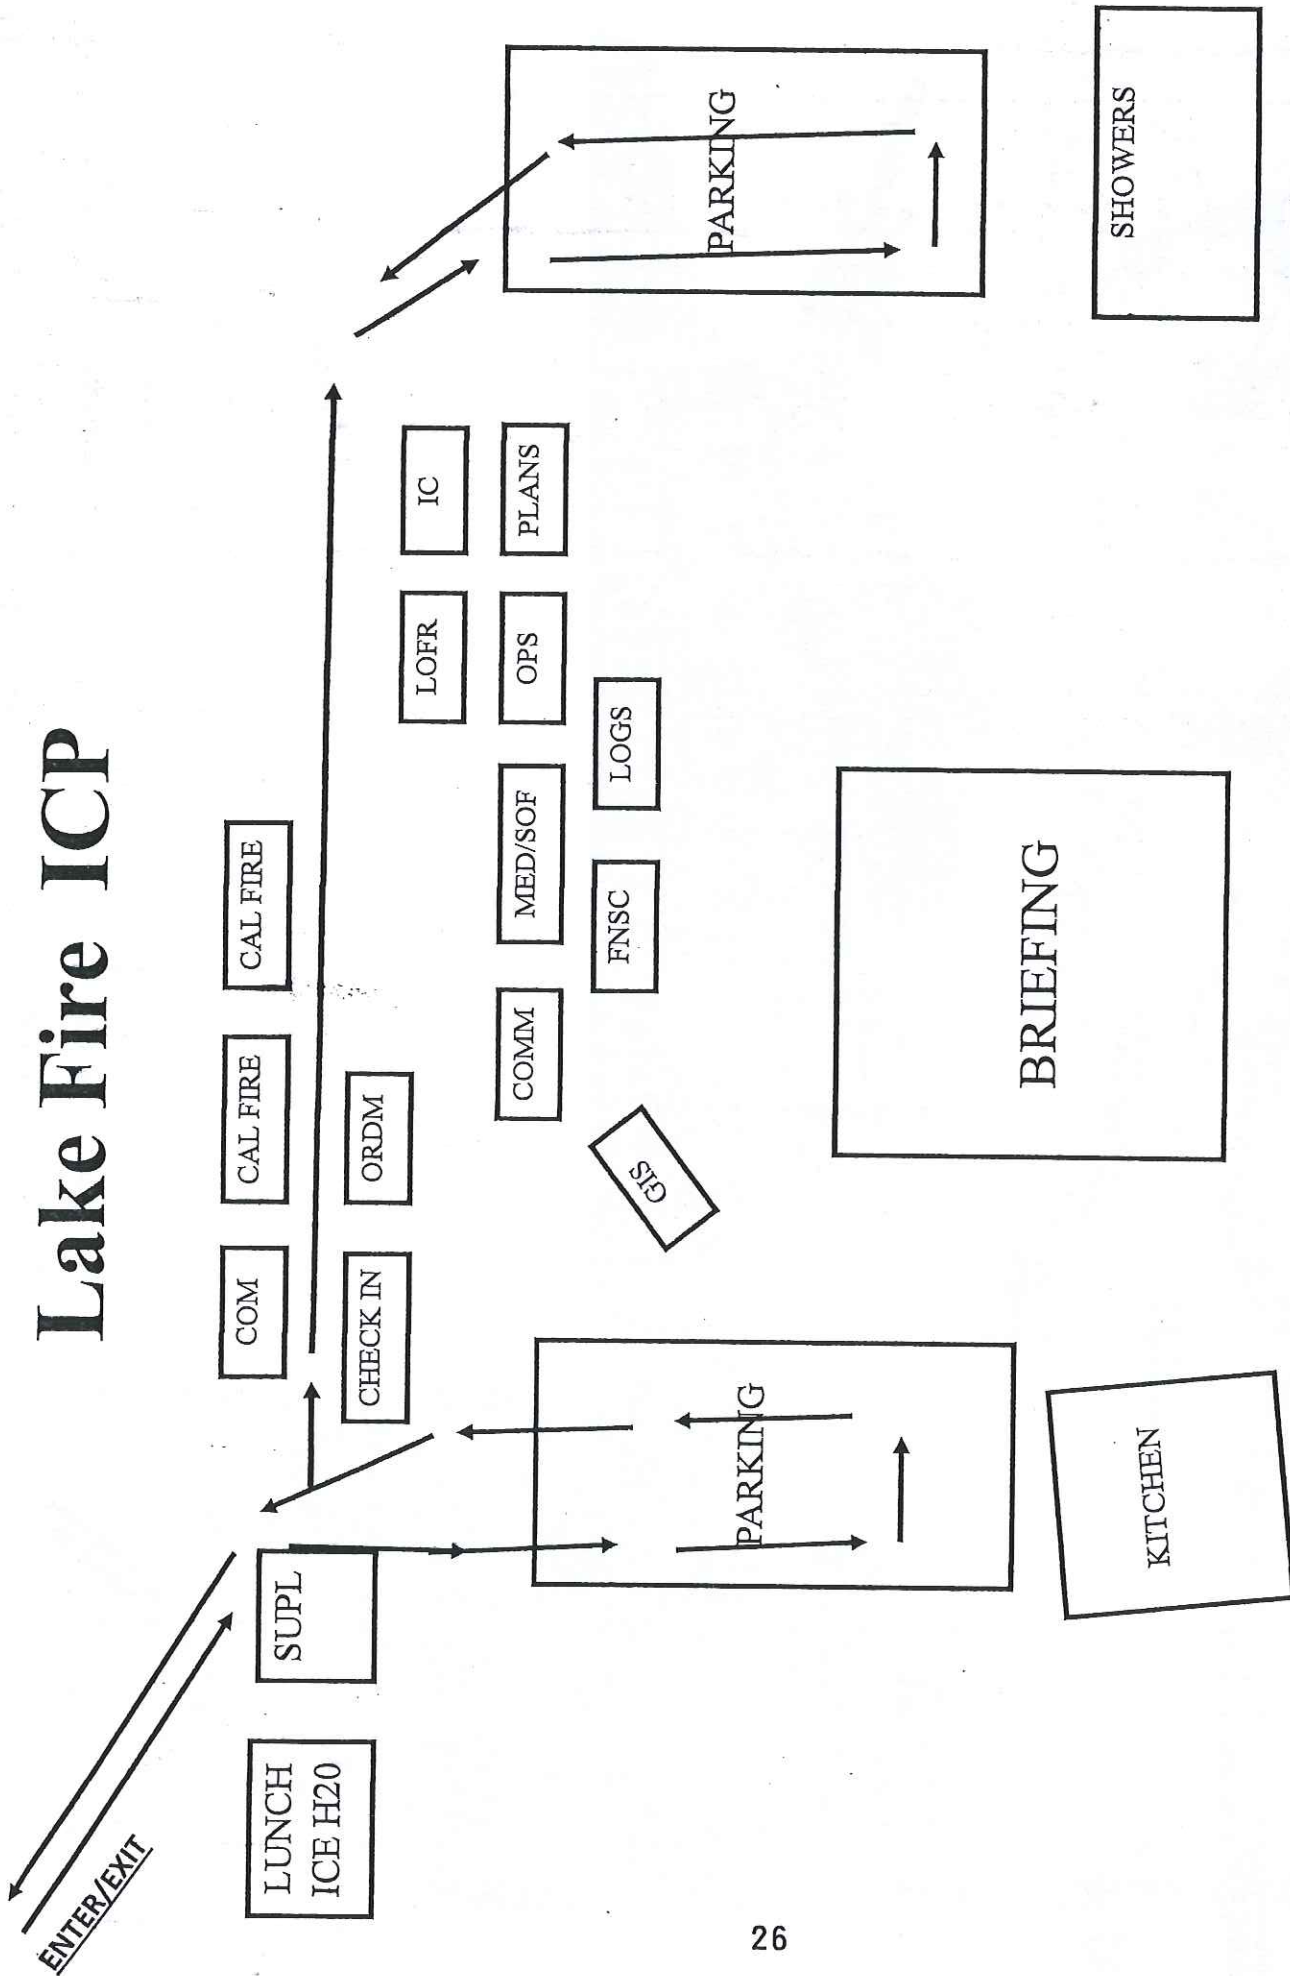 Lake Fire ICP
ENTER/EXIT
LUNCH
ICE H20
SUPL
COM
CAL FIRE
CAL FIRE
CHECK IN
ORDM
LOFR
IC
COMM
MED/SOF
OPS
PLANS
GIS
FNSC
LOGS
PARKING
PARKING
KITCHEN
BRIEFING
SHOWERS
26